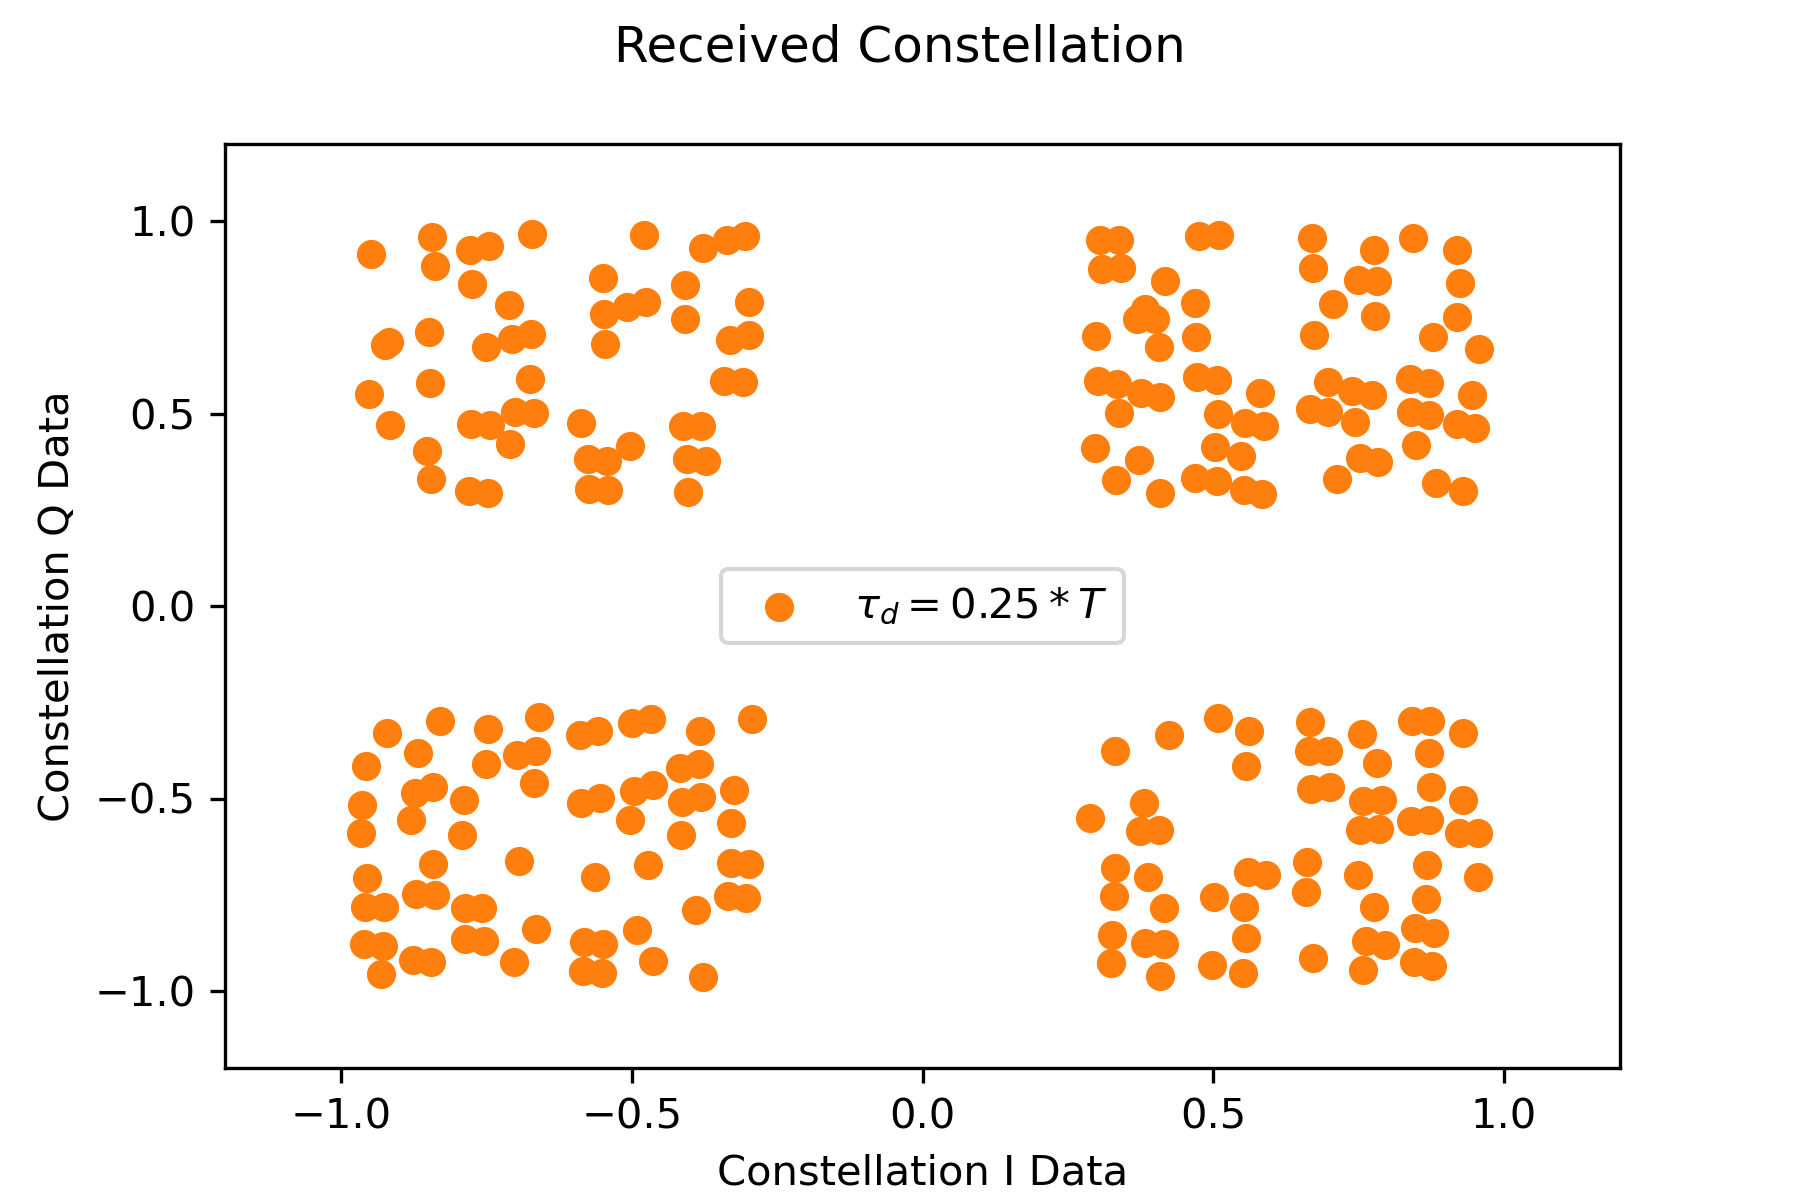 Received Constellation
Constellation Q Data
1.0
0.5
0.0
−0.5
−1.0
τd = 0.25 * T
−1.0 −0.5 0.0 0.5 1.0
Constellation I Data